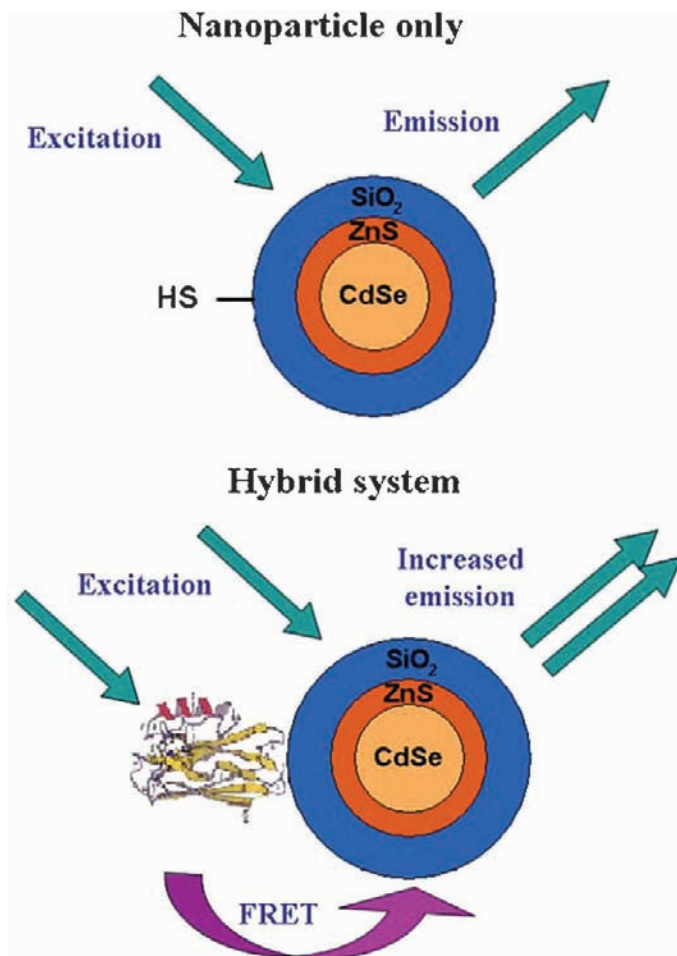 Nanoparticle only
Excitation
Emission
SiO₂
ZnS
CdSe
HS
Hybrid system
Excitation
Increased
emission
SiO₂
ZnS
CdSe
FRET